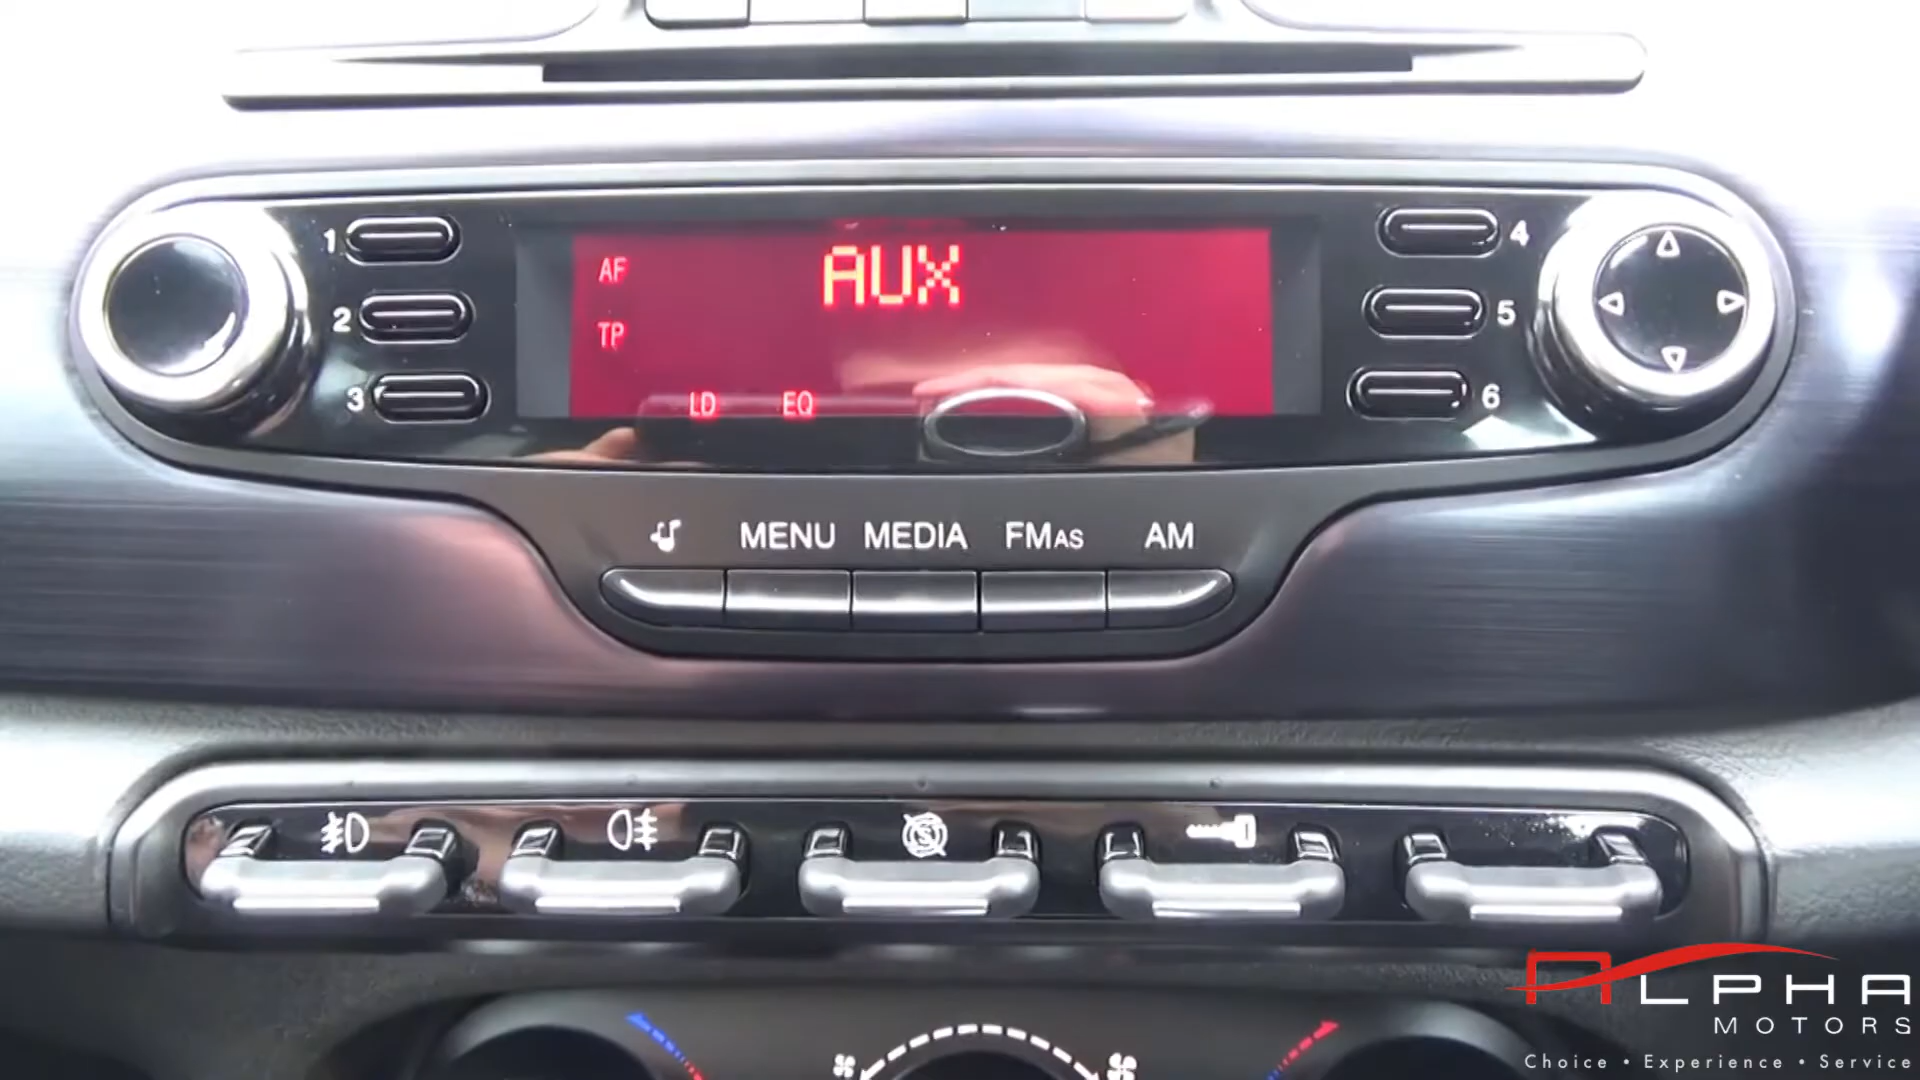 1
AF
AUX
4
2
TP
5
3
LD EQ
6
MENU MEDIA FMAS AM
ALPHA
MOTORS
Choice • Experience • Service